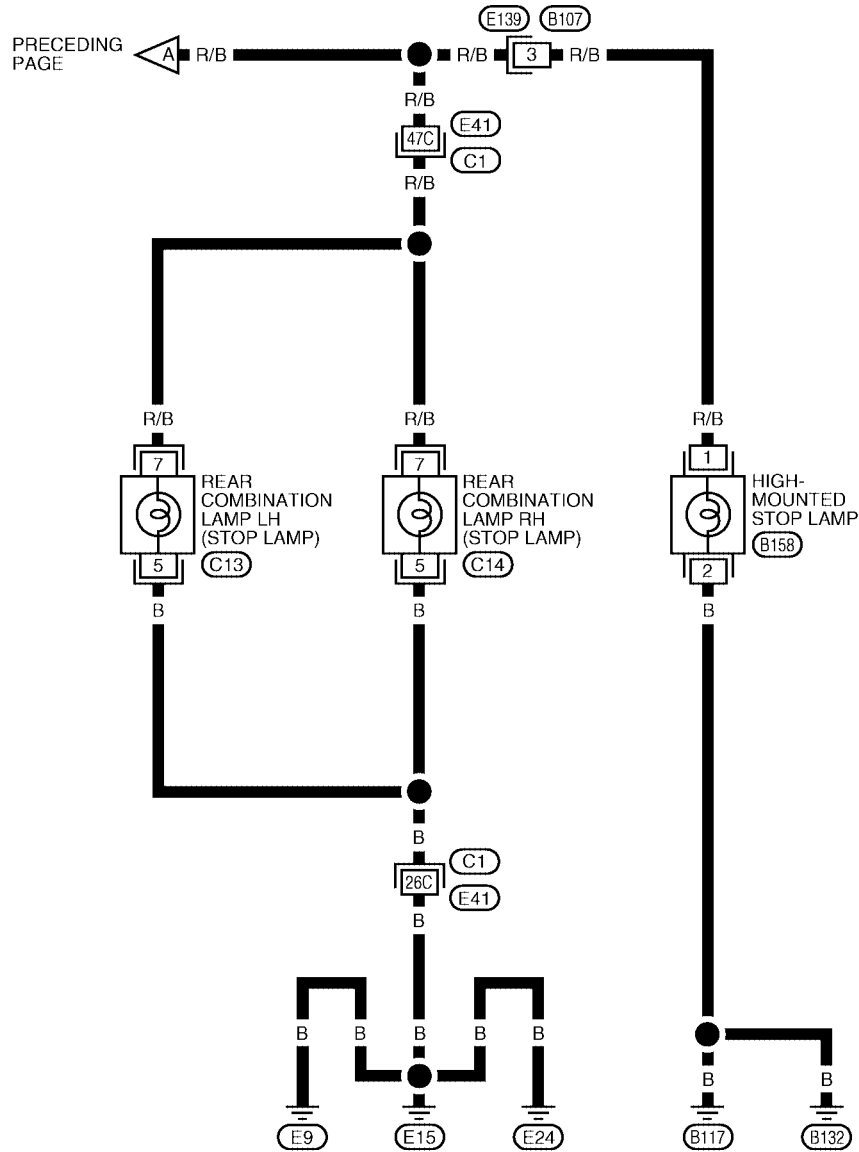 E139 B107
PRECEDING
PAGE
A R/B R/B 3 R/B
R/B
47C E41
C1
R/B
R/B R/B R/B
7 7 1
REAR
COMBINATION
LAMP LH
(STOP LAMP)
C13
REAR
COMBINATION
LAMP RH
(STOP LAMP)
C14
HIGH-
MOUNTED
STOP LAMP
B158
5 5 2
B B B
B
C1
26C
E41
B
B B B B B
B B
E9 E15 E24 B117 B132